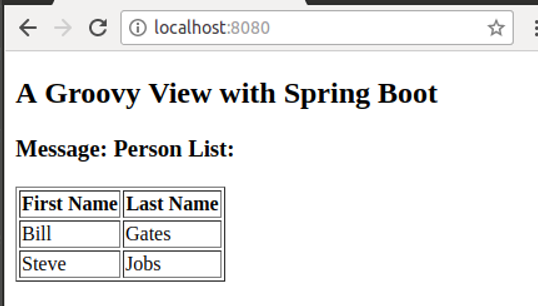 localhost:8080
A Groovy View with Spring Boot
Message: Person List:
First Name Last Name
Bill Gates
Steve Jobs